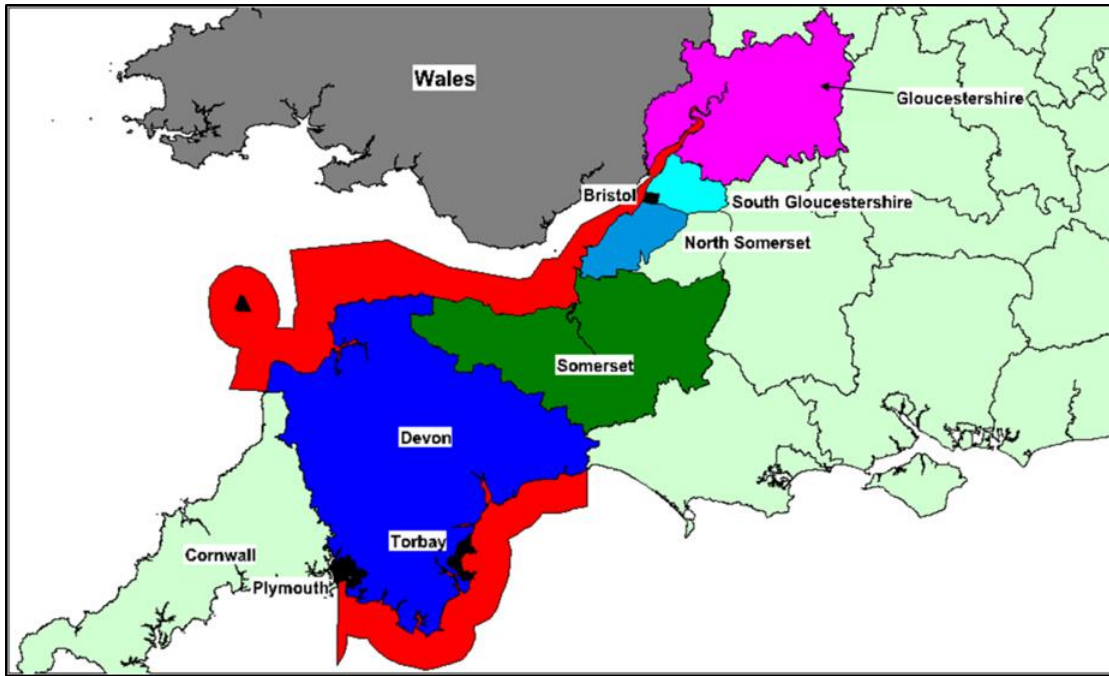 Wales
Gloucestershire
Bristol
South Gloucestershire
North Somerset
Somerset
Devon
Torbay
Cornwall
Plymouth